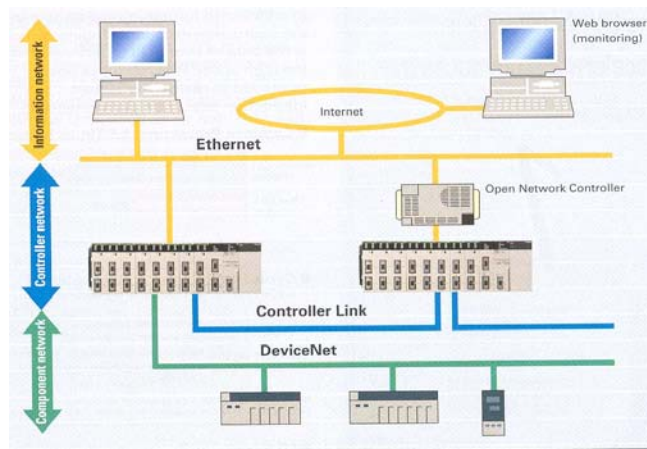 Web browser
(monitoring)
Information network
Internet
Ethernet
Open Network Controller
Controller network
Controller Link
DeviceNet
Component network